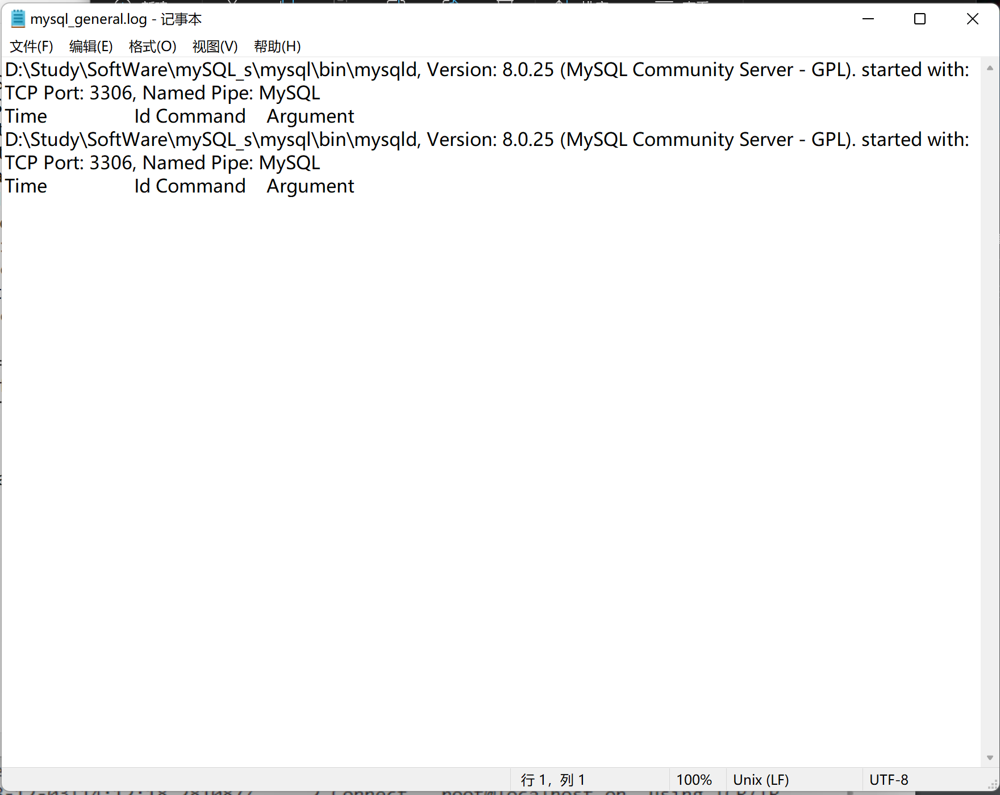 mysql_general.log - 记事本
文件(F) 编辑(E) 格式(O) 视图(V) 帮助(H)
D:\Study\SoftWare\mySQL_s\mysql\bin\mysqld, Version: 8.0.25 (MySQL Community Server - GPL). started with:
TCP Port: 3306, Named Pipe: MySQL
Time                 Id Command    Argument
D:\Study\SoftWare\mySQL_s\mysql\bin\mysqld, Version: 8.0.25 (MySQL Community Server - GPL). started with:
TCP Port: 3306, Named Pipe: MySQL
Time                 Id Command    Argument
行 1，列 1 100% Unix (LF) UTF-8